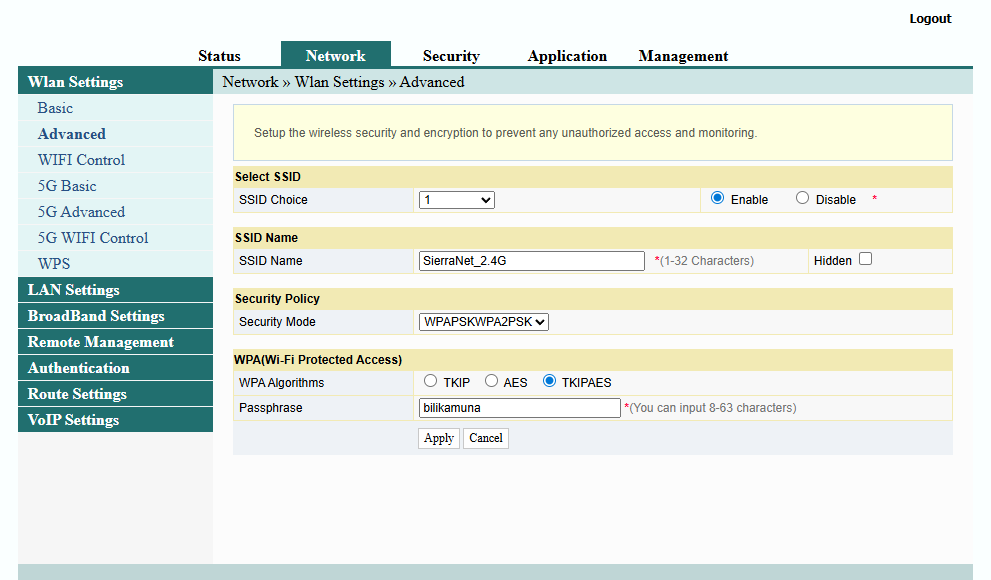 Logout
Status Network Security Application Management
Wlan Settings
Network » Wlan Settings » Advanced
Basic
Advanced
WIFI Control
5G Basic
5G Advanced
5G WIFI Control
WPS
LAN Settings
BroadBand Settings
Remote Management
Authentication
Route Settings
VoIP Settings
Setup the wireless security and encryption to prevent any unauthorized access and monitoring.
Select SSID
SSID Choice 1 Enable Disable *
SSID Name
SSID Name SierraNet_2.4G *(1-32 Characters) Hidden
Security Policy
Security Mode WPAPSKWPA2PSK
WPA(Wi-Fi Protected Access)
WPA Algorithms TKIP AES TKIPAES
Passphrase bilikamuna *(You can input 8-63 characters)
Apply Cancel